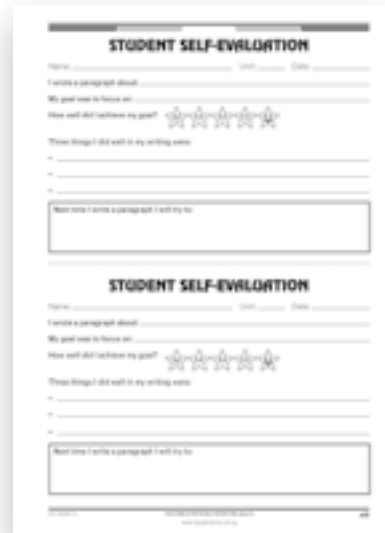 STUDENT SELF-EVALUATION
Name: Unit: Date:
I wrote a paragraph about:
My goal was to focus on:
How well did I achieve my goal?
Three things I did well in my writing were:
Next time I write a paragraph I will try to:
STUDENT SELF-EVALUATION
Name: Unit: Date:
I wrote a paragraph about:
My goal was to focus on:
How well did I achieve my goal?
Three things I did well in my writing were:
Next time I write a paragraph I will try to: